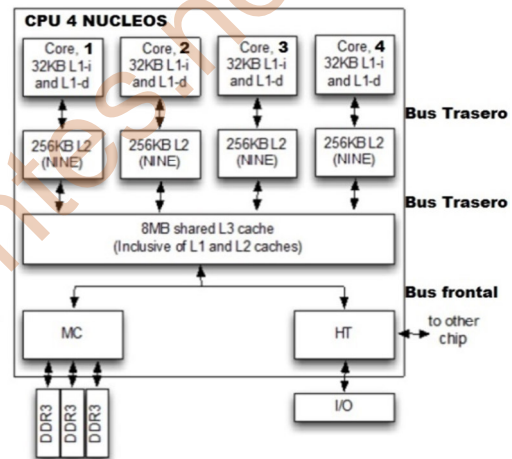 CPU 4 NUCLEOS
Core, 1
32KB L1-i
and L1-d
Core, 2
32KB L1-i
and L1-d
Core, 3
32KB L1-i
and L1-d
Core, 4
32KB L1-i
and L1-d
Bus Trasero
256KB L2
(NINE)
256KB L2
(NINE)
256KB L2
(NINE)
256KB L2
(NINE)
Bus Trasero
8MB shared L3 cache
(Inclusive of L1 and L2 caches)
Bus frontal
MC
HT
to other
chip
DDR3
DDR3
DDR3
I/O